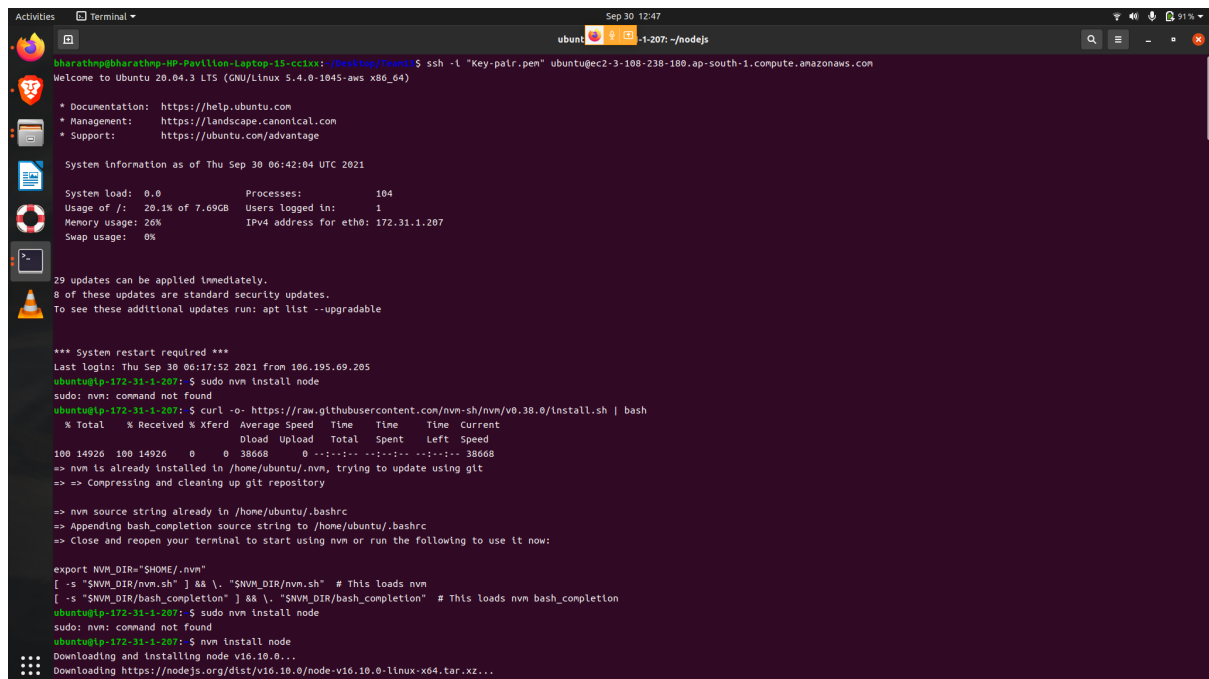 Activities Terminal Sep 30 12:47 91%
ubunt -1-207: ~/nodejs
bharathmp@bharathmp-HP-Pavilion-Laptop-15-cc1xx: $ ssh -i "Key-pair.pem" ubuntu@ec2-3-108-238-180.ap-south-1.compute.amazonaws.com
Welcome to Ubuntu 20.04.3 LTS (GNU/Linux 5.4.0-1045-aws x86_64)
* Documentation: https://help.ubuntu.com
* Management: https://landscape.canonical.com
* Support: https://ubuntu.com/advantage
System information as of Thu Sep 30 06:42:04 UTC 2021
System load: 0.0 Processes: 104
Usage of /: 20.1% of 7.69GB Users logged in: 1
Memory usage: 26% IPv4 address for eth0: 172.31.1.207
Swap usage: 0%
29 updates can be applied immediately.
8 of these updates are standard security updates.
To see these additional updates run: apt list --upgradable
*** System restart required ***
Last login: Thu Sep 30 06:17:52 2021 from 106.195.69.205
ubuntu@ip-172-31-1-207:~$ sudo nvm install node
sudo: nvm: command not found
ubuntu@ip-172-31-1-207:~$ curl -o- https://raw.githubusercontent.com/nvm-sh/nvm/v0.38.0/install.sh | bash
% Total % Received % Xferd Average Speed Time Time Time Current
Dload Upload Total Spent Left Speed
100 14926 100 14926 0 0 38668 0 --:--:-- --:--:-- --:--:-- 38668
=> nvm is already installed in /home/ubuntu/.nvm, trying to update using git
=> => Compressing and cleaning up git repository
=> nvm source string already in /home/ubuntu/.bashrc
=> Appending bash_completion source string to /home/ubuntu/.bashrc
=> Close and reopen your terminal to start using nvm or run the following to use it now:
export NVM_DIR="$HOME/.nvm"
[ -s "$NVM_DIR/nvm.sh" ] && \. "$NVM_DIR/nvm.sh" # This loads nvm
[ -s "$NVM_DIR/bash_completion" ] && \. "$NVM_DIR/bash_completion" # This loads nvm bash_completion
ubuntu@ip-172-31-1-207:~$ sudo nvm install node
sudo: nvm: command not found
ubuntu@ip-172-31-1-207:~$ nvm install node
Downloading and installing node v16.10.0...
Downloading https://nodejs.org/dist/v16.10.0/node-v16.10.0-linux-x64.tar.xz...